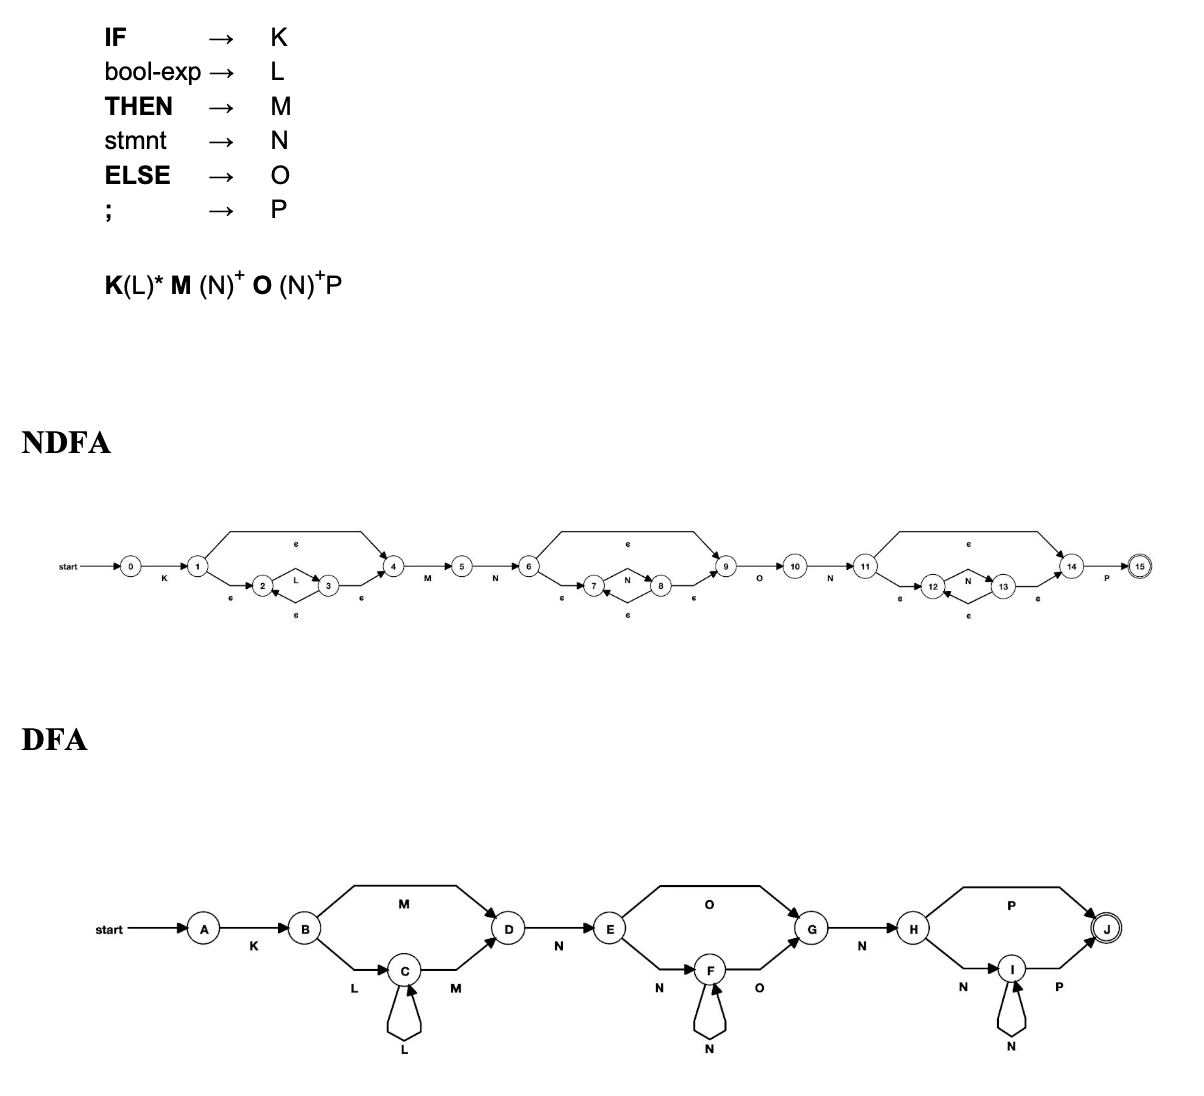 IF → K
bool-exp → L
THEN → M
stmnt → N
ELSE → O
; → P
K(L)* M (N)+ O (N)+P
NDFA
ϵ ϵ ϵ
start 0 1 4 5 6 9 10 11 14 15
K M N O N P
2 L 3 7 N 8 12 N 13
ϵ ϵ ϵ ϵ ϵ ϵ
ϵ ϵ ϵ
DFA
M O P
start A B D E G H J
K N N
C F I
L M N O N P
L N N